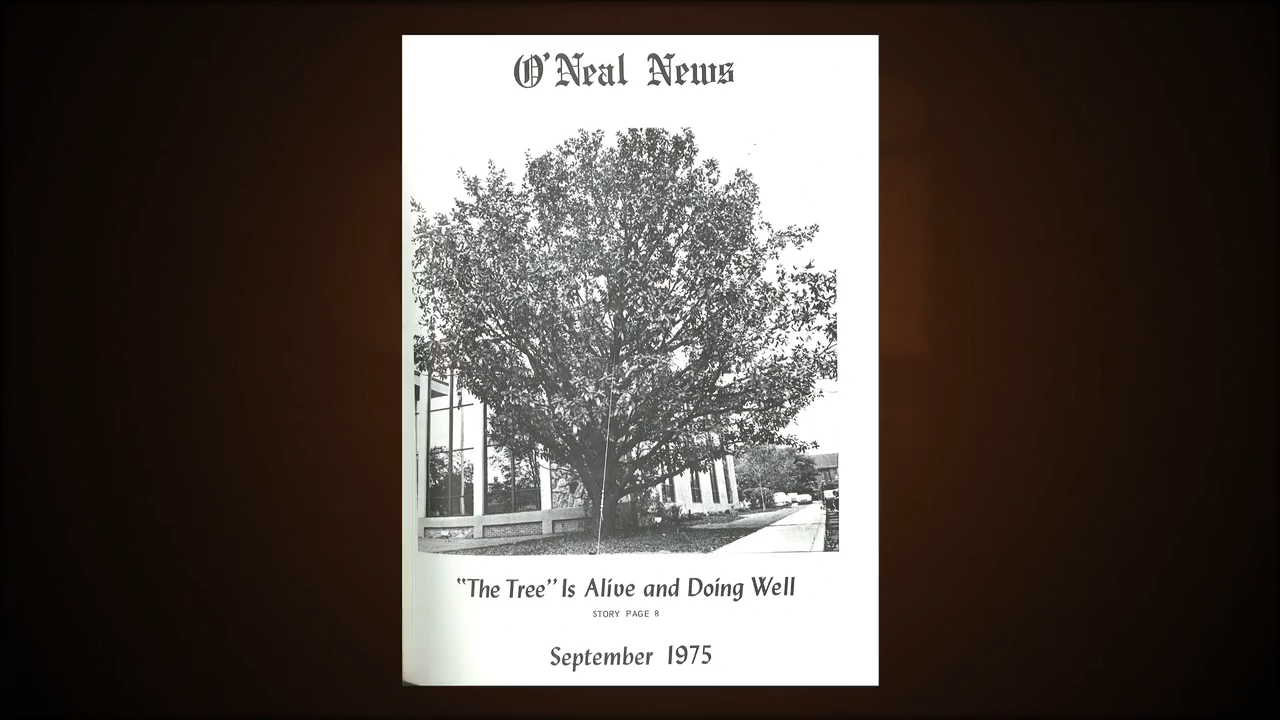 O'Neal News
"The Tree" Is Alive and Doing Well
STORY PAGE 8
September 1975